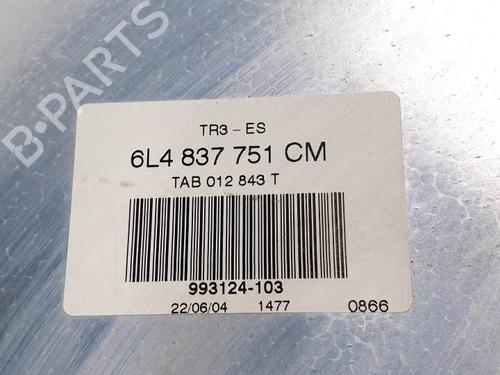 B-PARTS
TR3-ES
6L4 837 751 CM
TAB 012 843 T
993124-103
22/06/04 1477 0866